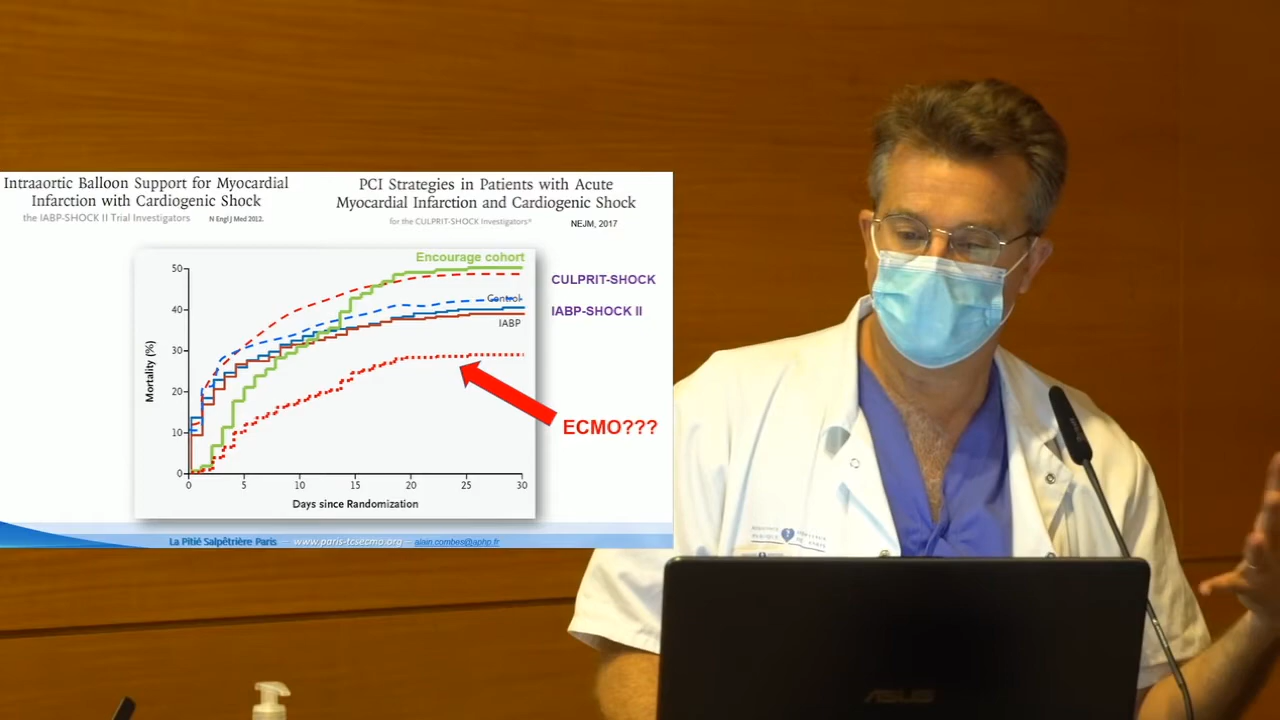 Intraaortic Balloon Support for Myocardial
Infarction with Cardiogenic Shock
the IABP-SHOCK II Trial Investigators N Engl J Med 2012.
PCI Strategies in Patients with Acute
Myocardial Infarction and Cardiogenic Shock
for the CULPRIT-SHOCK Investigators*
NEJM, 2017
Encourage cohort
CULPRIT-SHOCK
Control
IABP-SHOCK II
IABP
ECMO???
Mortality (%)
50
40
30
20
10
0
0 5 10 15 20 25 30
Days since Randomization
La Pitié Salpêtrière Paris — www.paris-tcsecmo.org — alain.combes@aphp.fr
ASUS